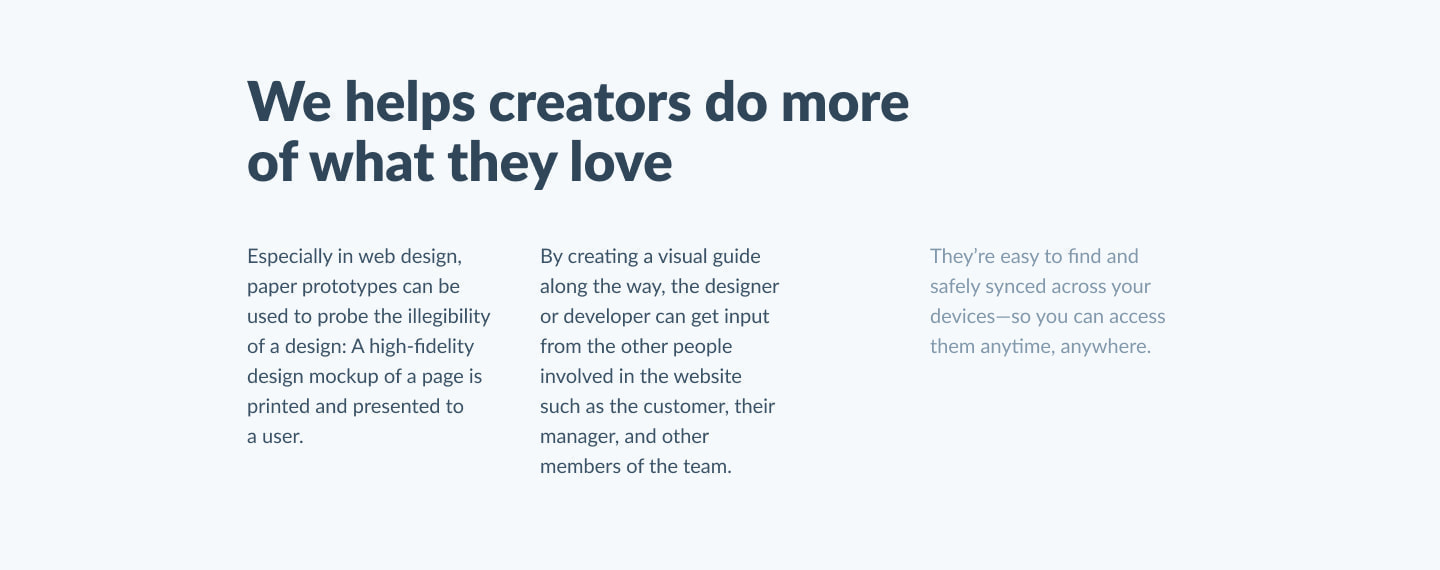 We helps creators do more
of what they love
Especially in web design,
paper prototypes can be
used to probe the illegibility
of a design: A high-fidelity
design mockup of a page is
printed and presented to
a user.
By creating a visual guide
along the way, the designer
or developer can get input
from the other people
involved in the website
such as the customer, their
manager, and other
members of the team.
They’re easy to find and
safely synced across your
devices—so you can access
them anytime, anywhere.